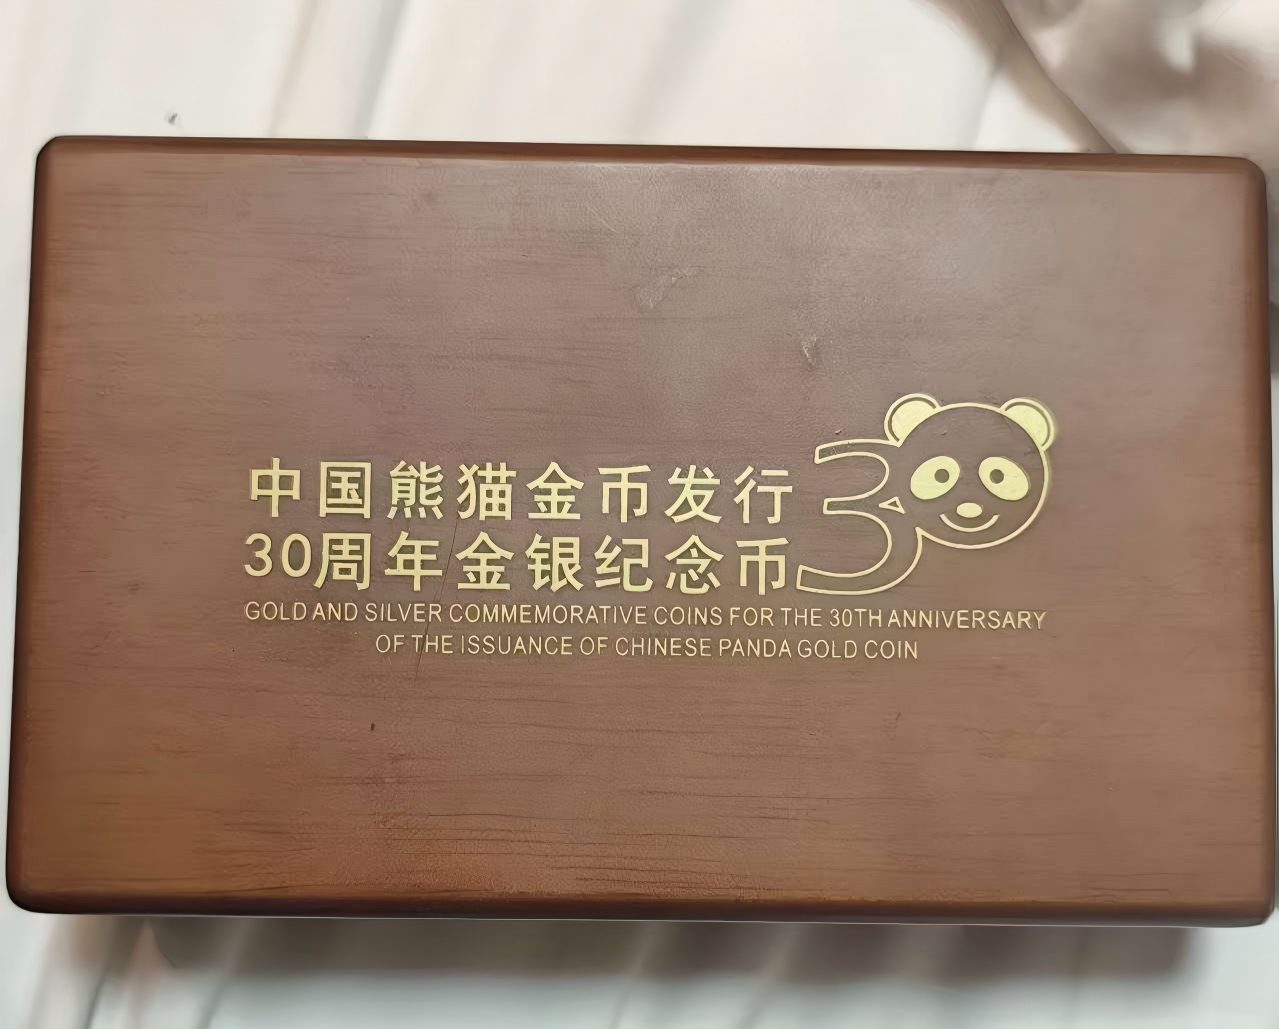 中国熊猫金币发行
30周年金银纪念币
30
GOLD AND SILVER COMMEMORATIVE COINS FOR THE 30TH ANNIVERSARY
OF THE ISSUANCE OF CHINESE PANDA GOLD COIN